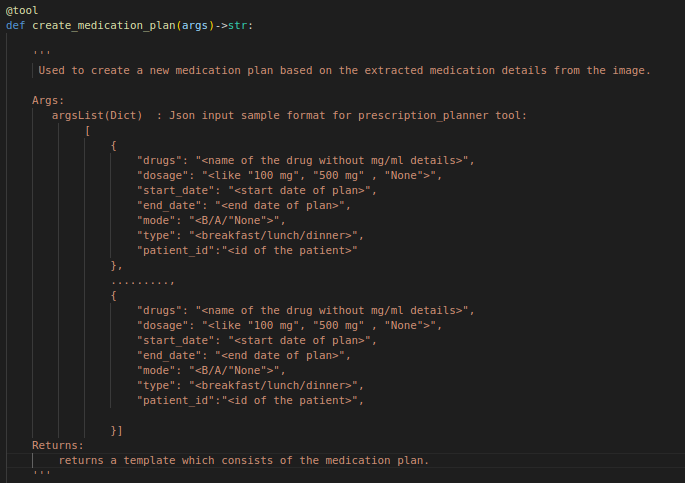 @tool
def create_medication_plan(args)->str:
'''
Used to create a new medication plan based on the extracted medication details from the image.
Args:
argsList(Dict)  : Json input sample format for prescription_planner tool:
[
{
"drugs": "<name of the drug without mg/ml details>",
"dosage": "<like "100 mg", "500 mg" , "None">",
"start_date": "<start date of plan>",
"end_date": "<end date of plan>",
"mode": "<B/A/"None">",
"type": "<breakfast/lunch/dinner>",
"patient_id":"<id of the patient>"
},
.........,
{
"drugs": "<name of the drug without mg/ml details>",
"dosage": "<like "100 mg", "500 mg" , "None">",
"start_date": "<start date of plan>",
"end_date": "<end date of plan>",
"mode": "<B/A/"None">",
"type": "<breakfast/lunch/dinner>",
"patient_id":"<id of the patient>",
}]
Returns:
returns a template which consists of the medication plan.
'''